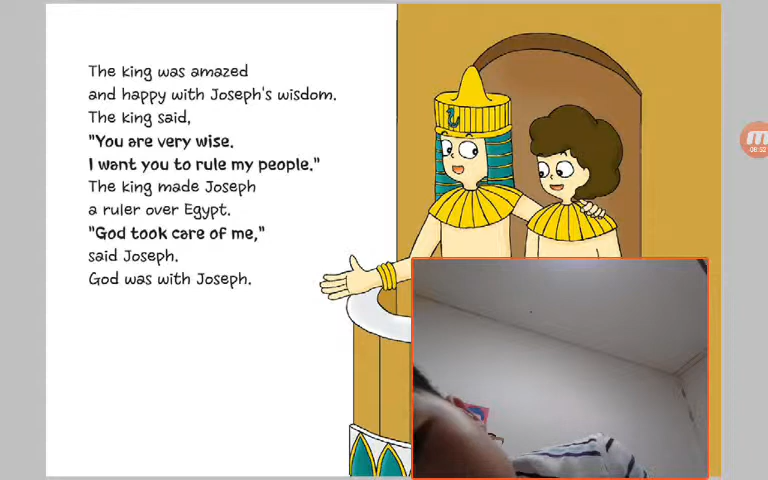 The king was amazed
and happy with Joseph's wisdom.
The king said,
"You are very wise.
I want you to rule my people."
The king made Joseph
a ruler over Egypt.
"God took care of me,"
said Joseph.
God was with Joseph.
M
08:52